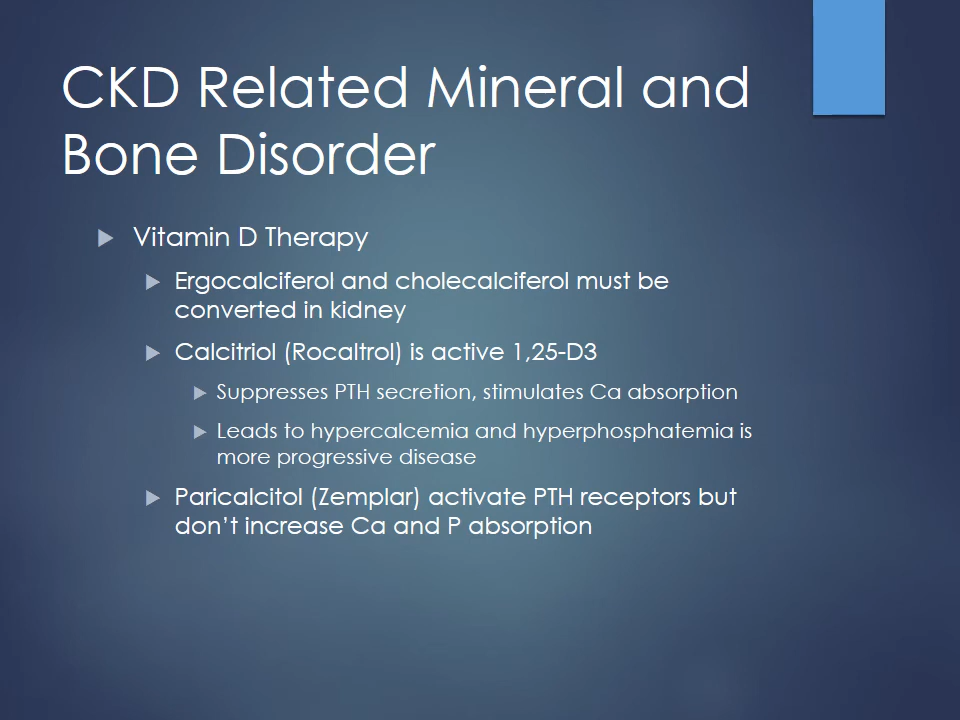 CKD Related Mineral and
Bone Disorder
Vitamin D Therapy
Ergocalciferol and cholecalciferol must be
converted in kidney
Calcitriol (Rocaltrol) is active 1,25-D3
Suppresses PTH secretion, stimulates Ca absorption
Leads to hypercalcemia and hyperphosphatemia is
more progressive disease
Paricalcitol (Zemplar) activate PTH receptors but
don't increase Ca and P absorption